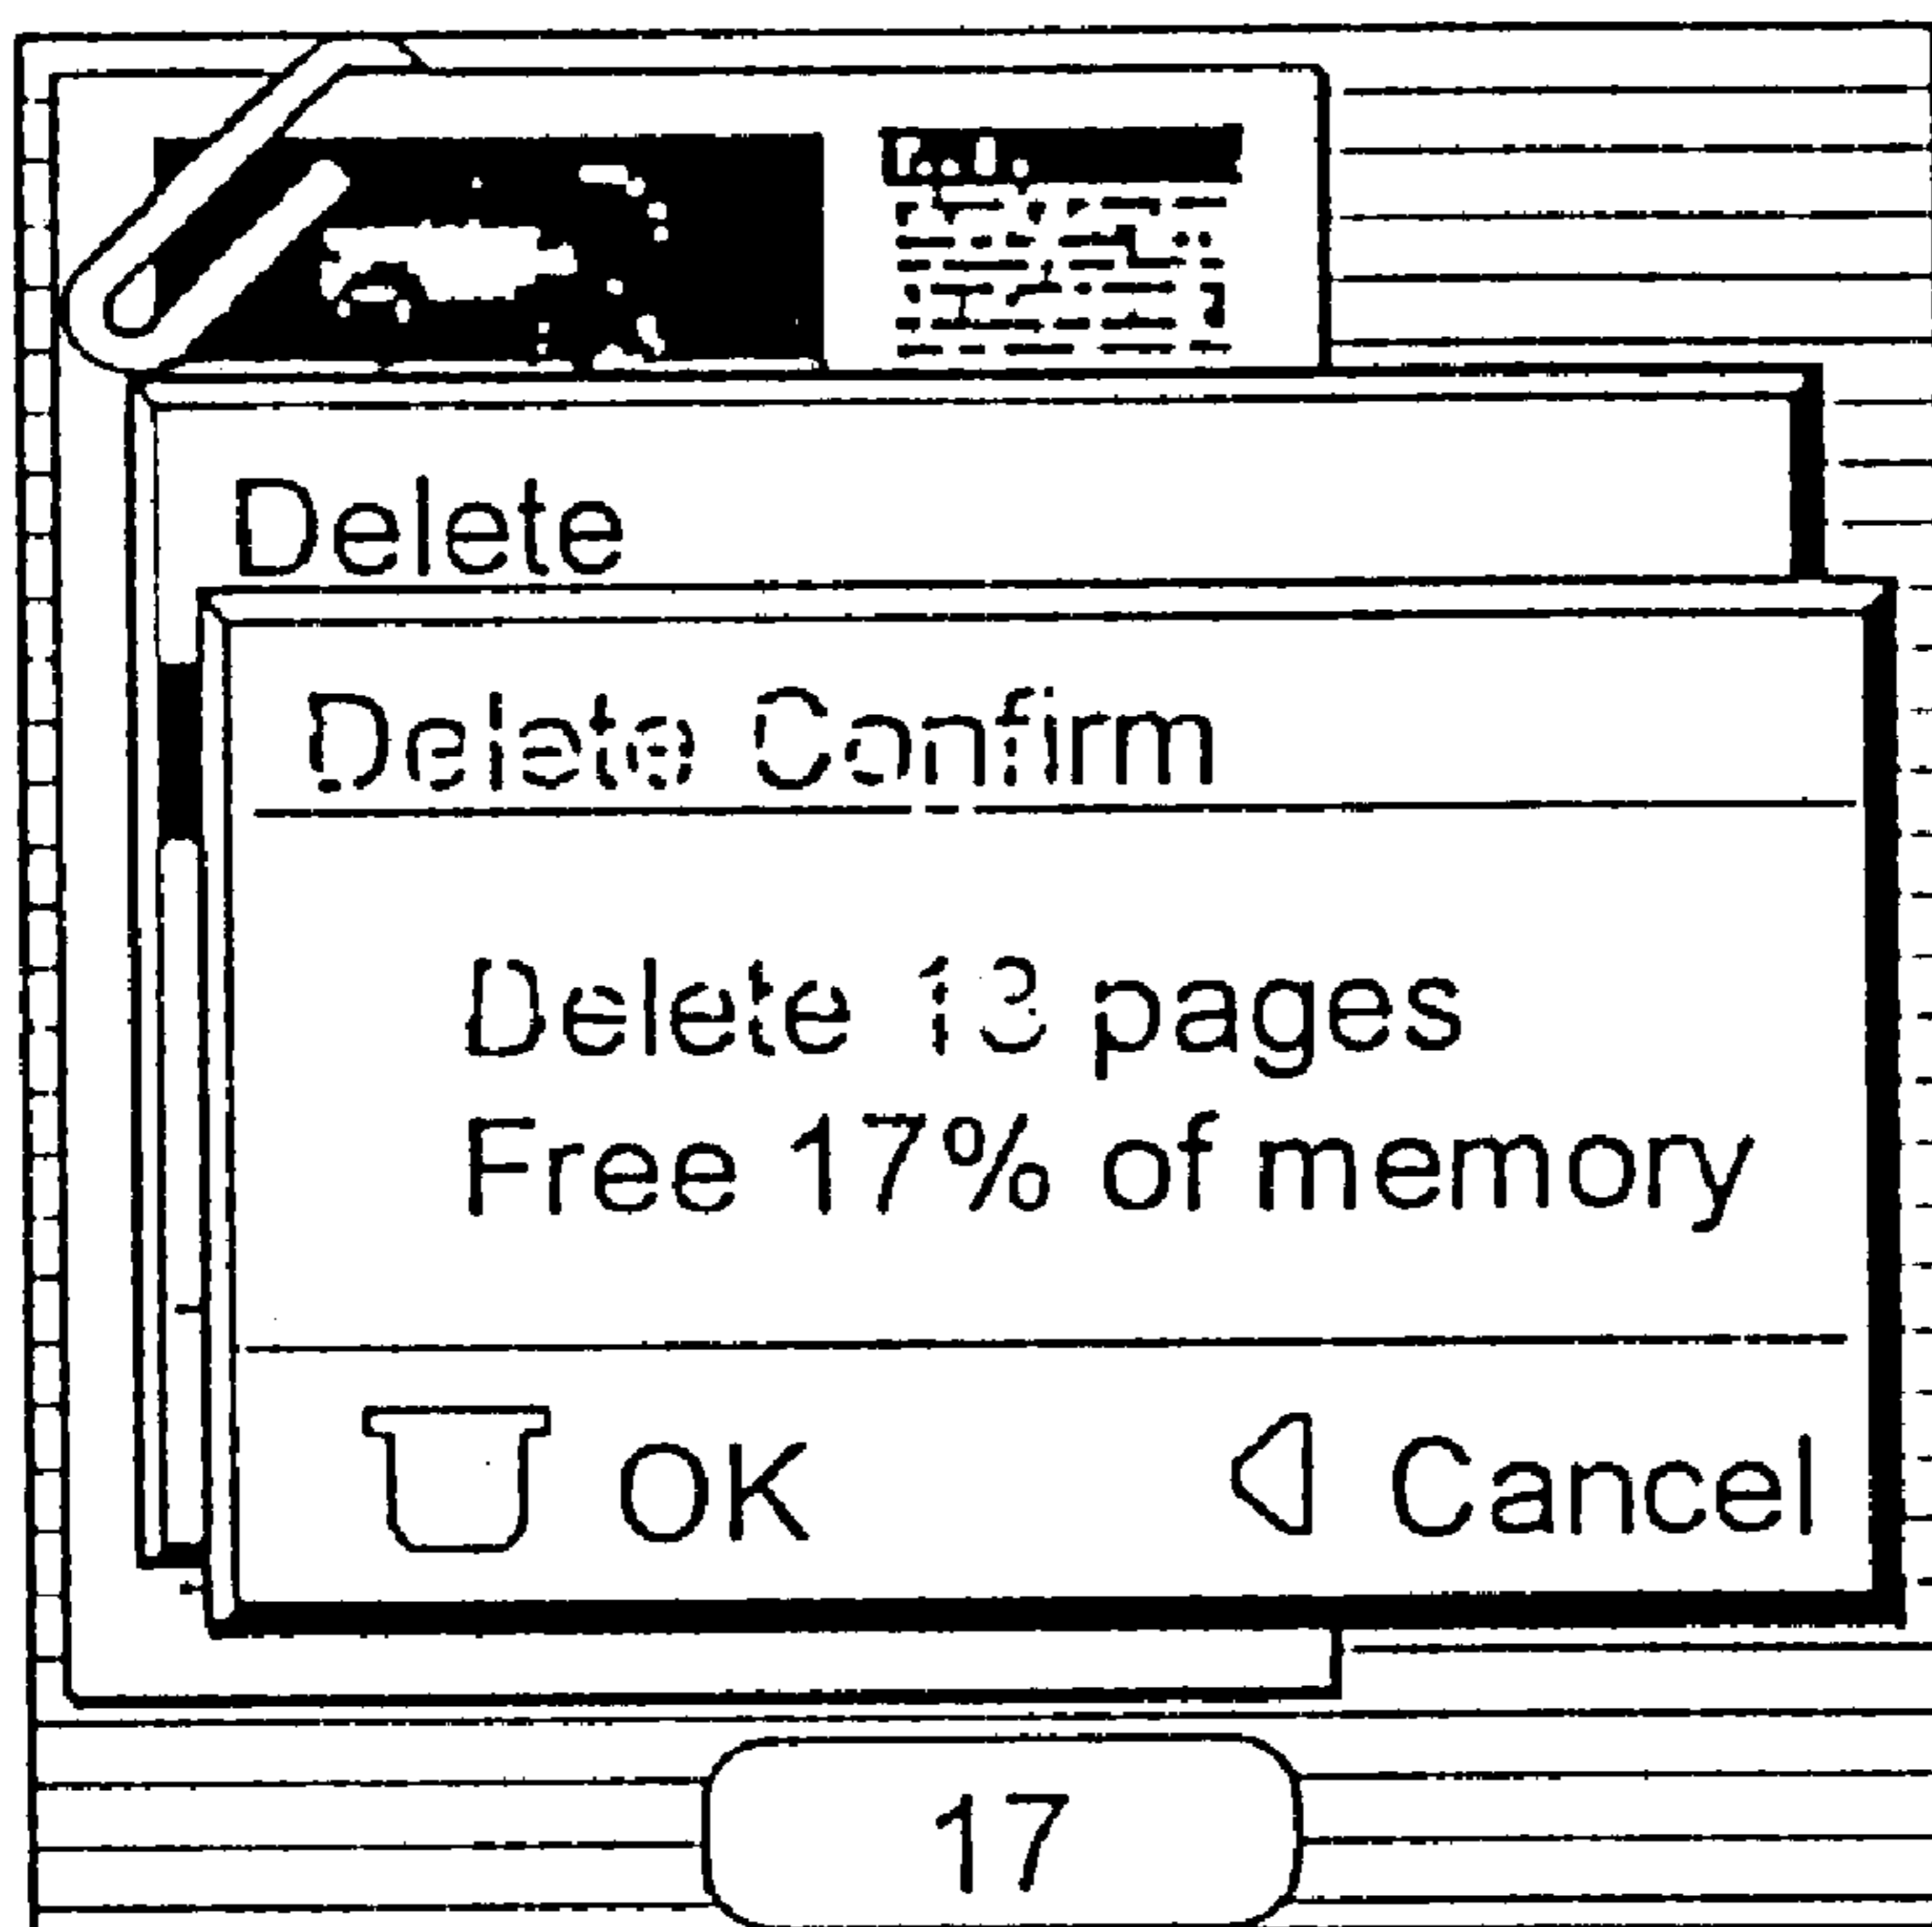 Delete
Delete Confirm
Delete 13 pages
Free 17% of memory
OK
Cancel
17